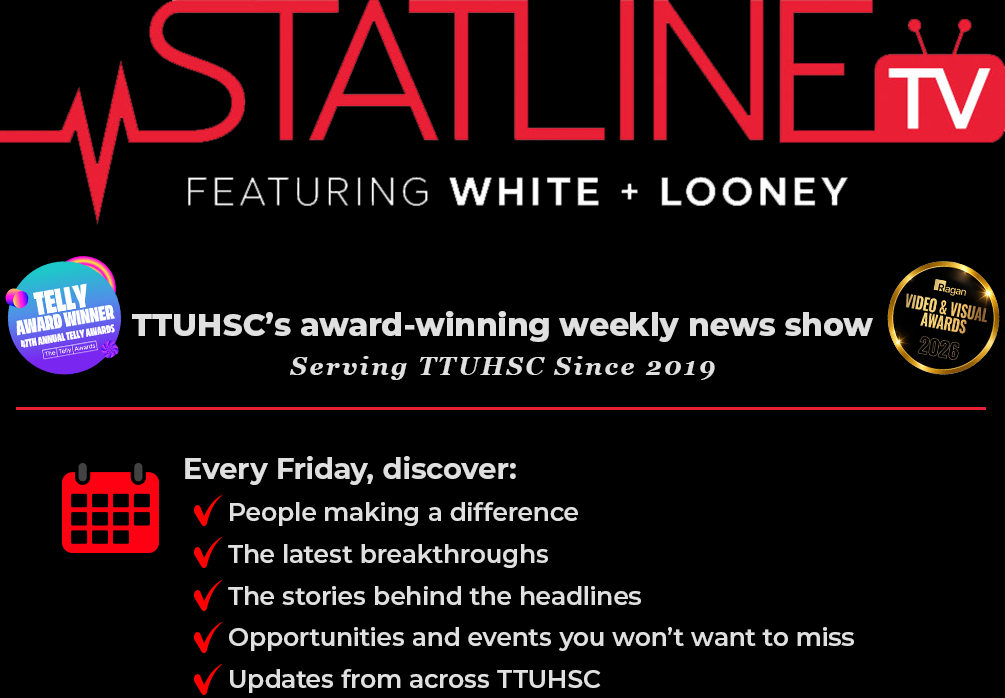 STATLINE TV
FEATURING WHITE + LOONEY
TELLY
AWARD WINNER
47TH ANNUAL TELLY AWARDS
The Telly Awards
TTUHSC’s award-winning weekly news show
Serving TTUHSC Since 2019
Ragan
VIDEO & VISUAL
AWARDS
2026
Every Friday, discover:
People making a difference
The latest breakthroughs
The stories behind the headlines
Opportunities and events you won’t want to miss
Updates from across TTUHSC